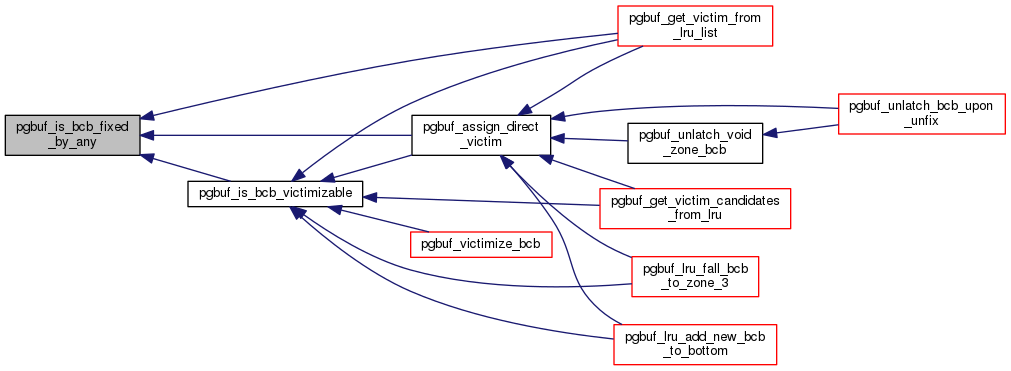 pgbuf_get_victim_from
_lru_list
pgbuf_is_bcb_fixed
_by_any
pgbuf_assign_direct
_victim
pgbuf_unlatch_bcb_upon
_unfix
pgbuf_unlatch_void
_zone_bcb
pgbuf_is_bcb_victimizable
pgbuf_get_victim_candidates
_from_lru
pgbuf_victimize_bcb
pgbuf_lru_fall_bcb
_to_zone_3
pgbuf_lru_add_new_bcb
_to_bottom